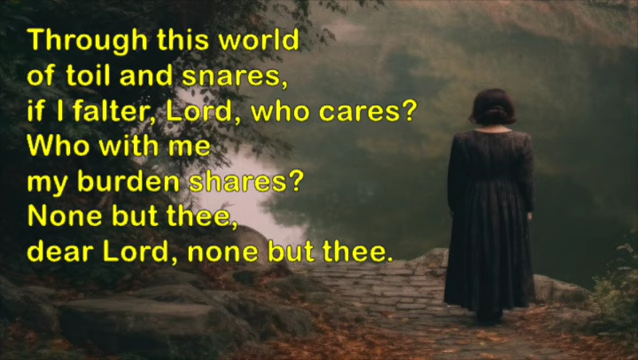 Through this world
of toil and snares,
if I falter, Lord, who cares?
Who with me
my burden shares?
None but thee,
dear Lord, none but thee.